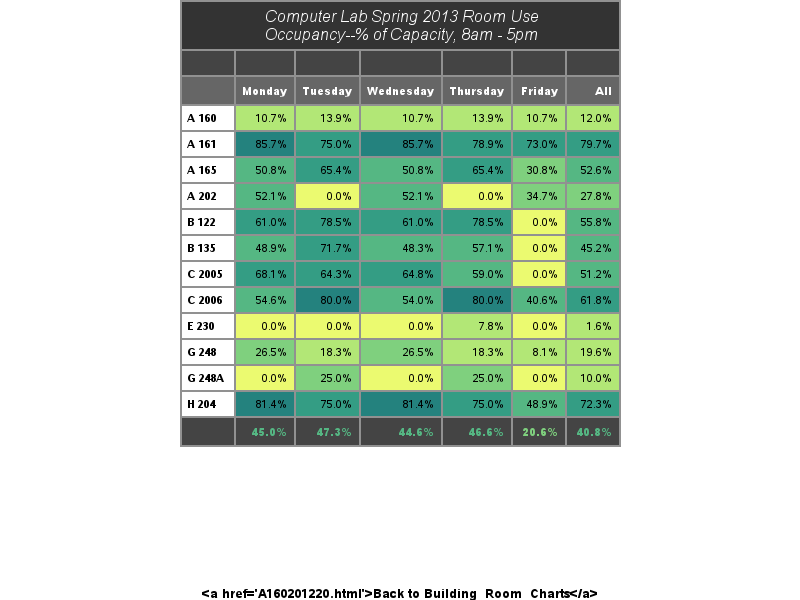 Computer Lab Spring 2013 Room Use
Occupancy--% of Capacity, 8am - 5pm
Monday Tuesday Wednesday Thursday Friday All
A 160 10.7% 13.9% 10.7% 13.9% 10.7% 12.0%
A 161 85.7% 75.0% 85.7% 78.9% 73.0% 79.7%
A 165 50.8% 65.4% 50.8% 65.4% 30.8% 52.6%
A 202 52.1% 0.0% 52.1% 0.0% 34.7% 27.8%
B 122 61.0% 78.5% 61.0% 78.5% 0.0% 55.8%
B 135 48.9% 71.7% 48.3% 57.1% 0.0% 45.2%
C 2005 68.1% 64.3% 64.8% 59.0% 0.0% 51.2%
C 2006 54.6% 80.0% 54.0% 80.0% 40.6% 61.8%
E 230 0.0% 0.0% 0.0% 7.8% 0.0% 1.6%
G 248 26.5% 18.3% 26.5% 18.3% 8.1% 19.6%
G 248A 0.0% 25.0% 0.0% 25.0% 0.0% 10.0%
H 204 81.4% 75.0% 81.4% 75.0% 48.9% 72.3%
45.0% 47.3% 44.6% 46.6% 20.6% 40.8%
<a href='A160201220.html'>Back to Building_Room_Charts</a>